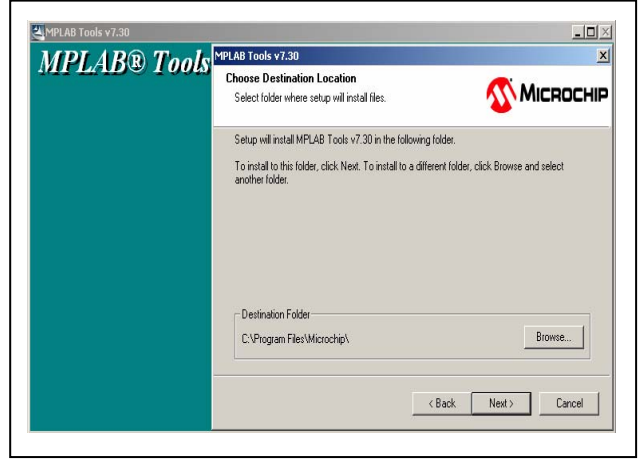 MPLAB Tools v7.30
MPLAB® Tools
MPLAB Tools v7.30
Choose Destination Location
Select folder where setup will install files.
MICROCHIP
Setup will install MPLAB Tools v7.30 in the following folder.
To install to this folder, click Next. To install to a different folder, click Browse and select
another folder.
Destination Folder
C:\Program Files\Microchip\
Browse...
< Back
Next >
Cancel